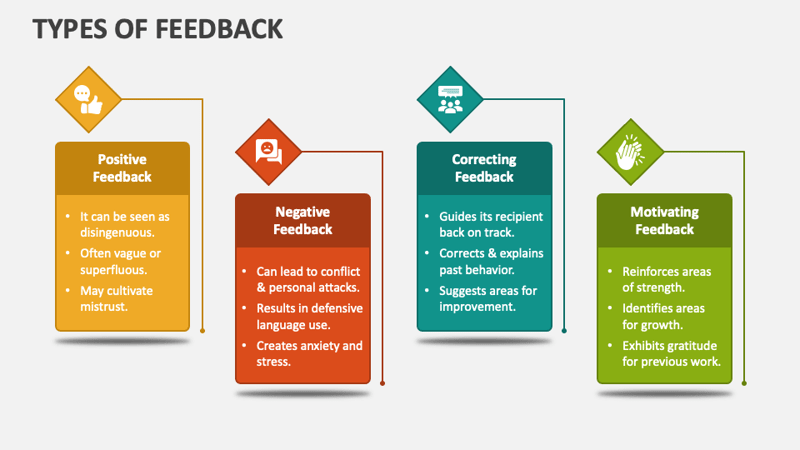 TYPES OF FEEDBACK
Positive
Feedback
• It can be seen as
disingenuous.
• Often vague or
superfluous.
• May cultivate
mistrust.
Negative
Feedback
• Can lead to conflict
& personal attacks.
• Results in defensive
language use.
• Creates anxiety and
stress.
Correcting
Feedback
• Guides its recipient
back on track.
• Corrects & explains
past behavior.
• Suggests areas for
improvement.
Motivating
Feedback
• Reinforces areas
of strength.
• Identifies areas
for growth.
• Exhibits gratitude
for previous work.